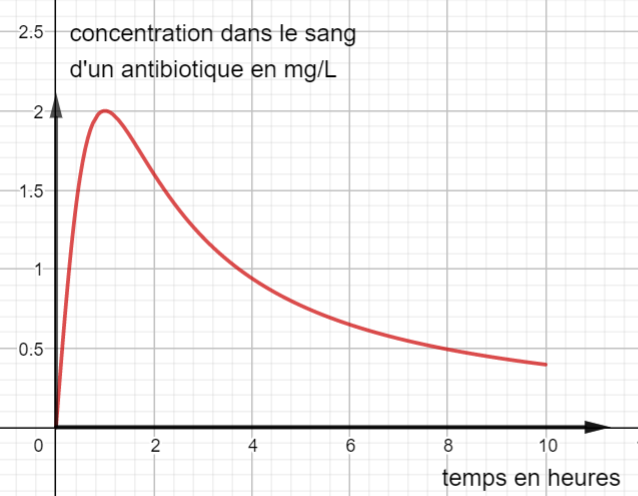 2.5
concentration dans le sang
d'un antibiotique en mg/L
2
1.5
1
0.5
0 2 4 6 8 10
temps en heures